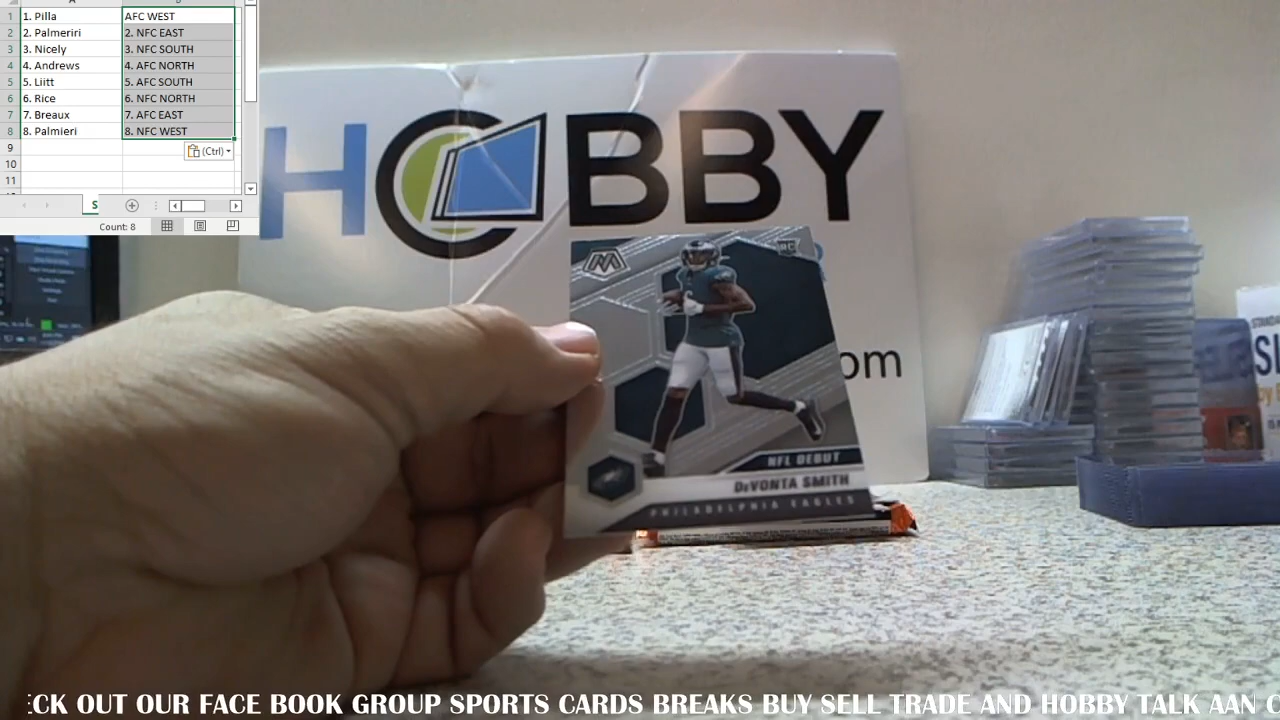 1. Pilla AFC WEST
2. Palmeriri 2. NFC EAST
3. Nicely 3. NFC SOUTH
4. Andrews 4. AFC NORTH
5. Liitt 5. AFC SOUTH
6. Rice 6. NFC NORTH
7. Breaux 7. AFC EAST
8. Palmieri 8. NFC WEST
(Ctrl)
S
Count: 8
HOBBY
om
RC
NFL DEBUT
DeVONTA SMITH
PHILADELPHIA EAGLES
ECK OUT OUR FACE BOOK GROUP SPORTS CARDS BREAKS BUY SELL TRADE AND HOBBY TALK AAN